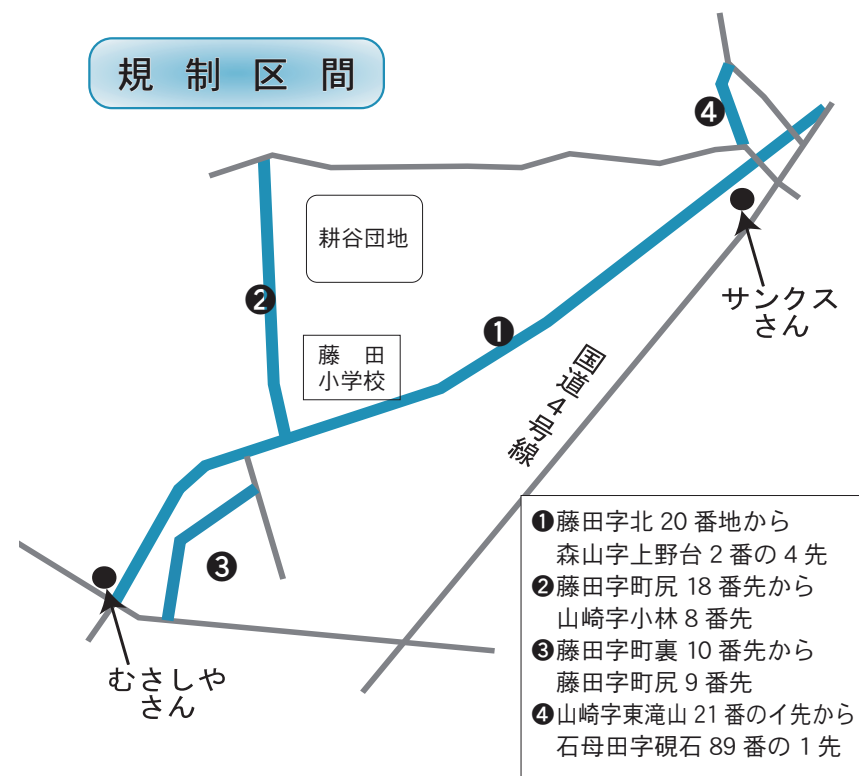 規 制 区 間
❹
耕谷団地
サンクス
さん
❷
❶
藤 田
小学校
国道4号線
❸
むさしや
さん
❶藤田字北 20 番地から
森山字上野台 2 番の 4 先
❷藤田字町尻 18 番先から
山崎字小林 8 番先
❸藤田字町裏 10 番先から
藤田字町尻 9 番先
❹山崎字東滝山 21 番のイ先から
石母田字硯石 89 番の 1 先